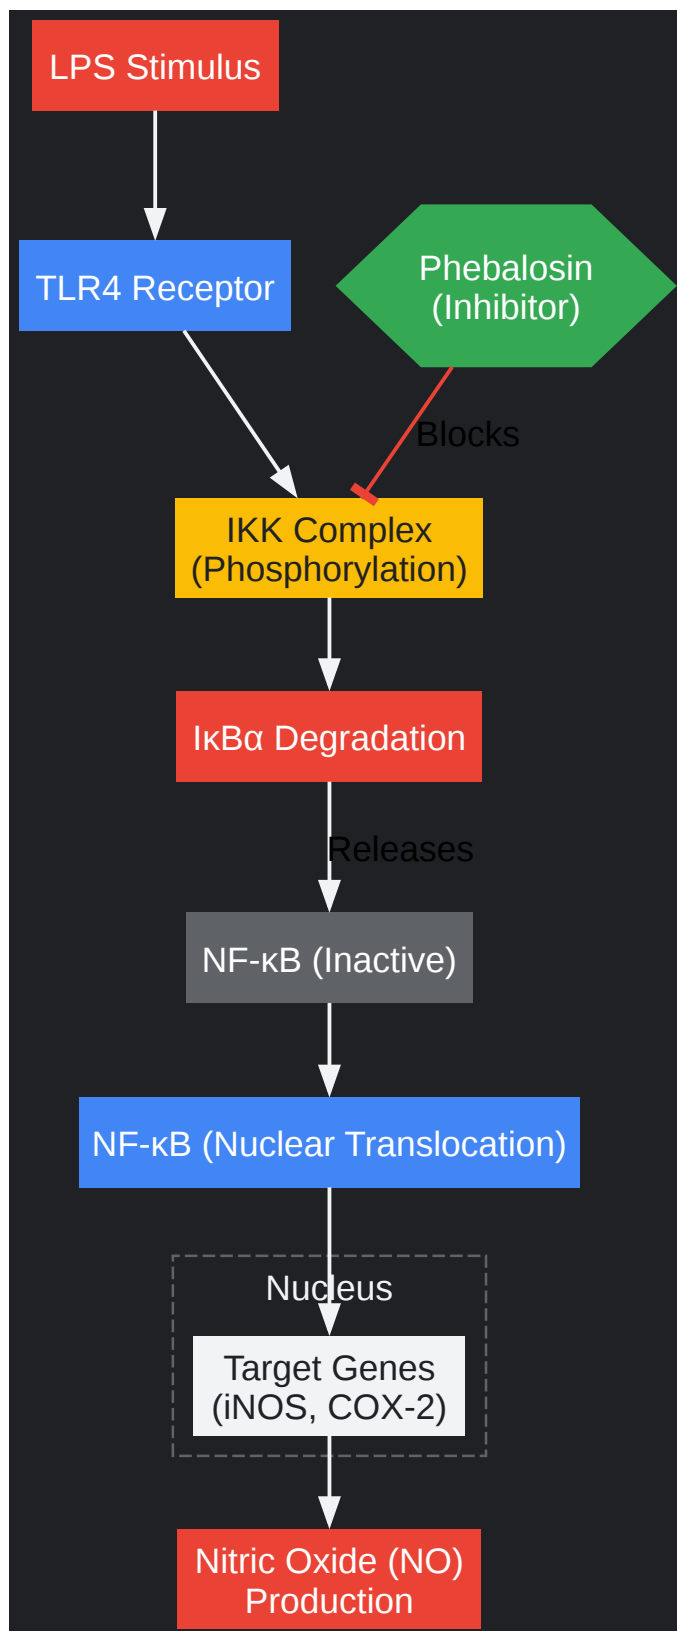 LPS Stimulus
TLR4 Receptor
Phebalosin
(Inhibitor)
Blocks
IKK Complex
(Phosphorylation)
IκBα Degradation
Releases
NF-κB (Inactive)
NF-κB (Nuclear Translocation)
Nucleus
Target Genes
(iNOS, COX-2)
Nitric Oxide (NO)
Production